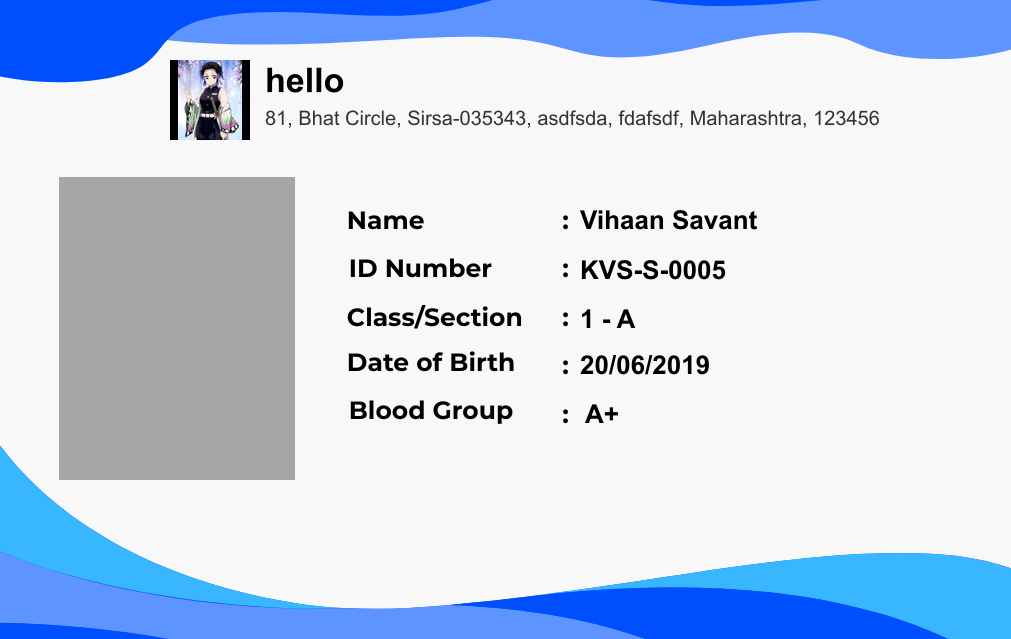 hello
81, Bhat Circle, Sirsa-035343, asdfsda, fdafsdf, Maharashtra, 123456
Name : Vihaan Savant
ID Number : KVS-S-0005
Class/Section : 1 - A
Date of Birth : 20/06/2019
Blood Group : A+